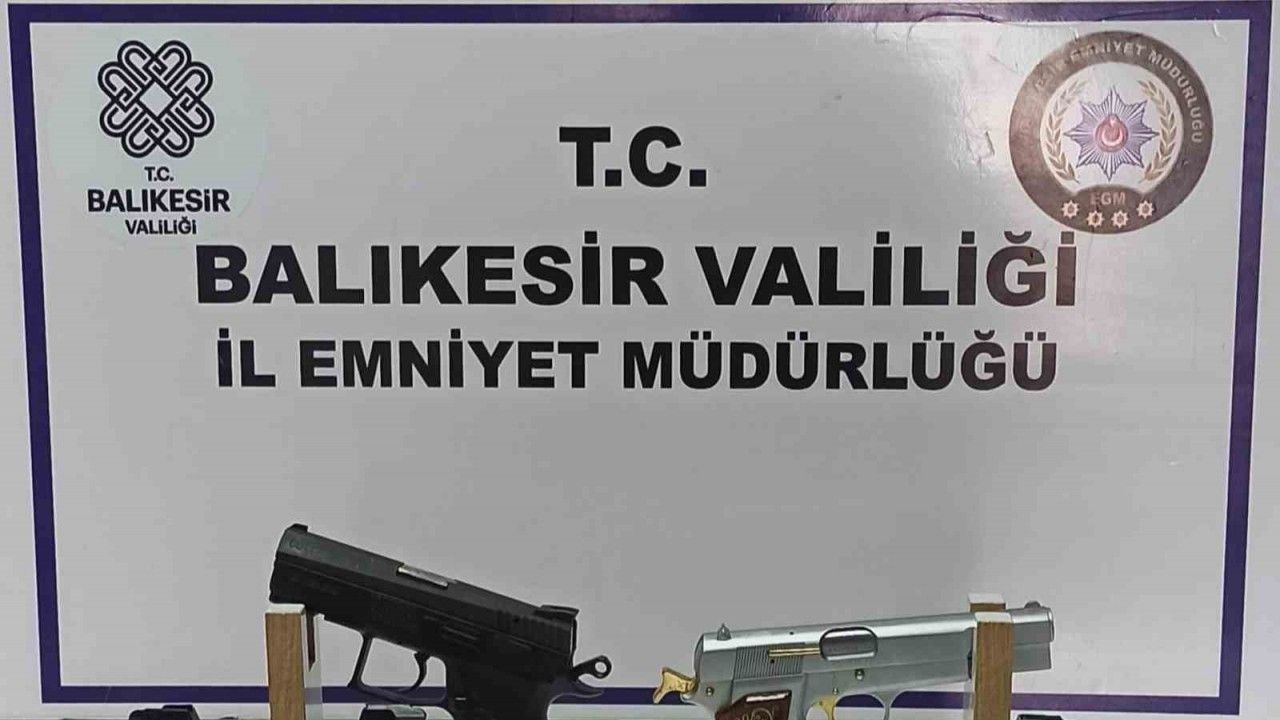 T.C.
BALIKESİR
VALİLİĞİ
T.C.
BALIKESİR VALİLİĞİ
İL EMNİYET MÜDÜRLÜĞÜ
EMNİYET MÜDÜRLÜĞÜ
EGM